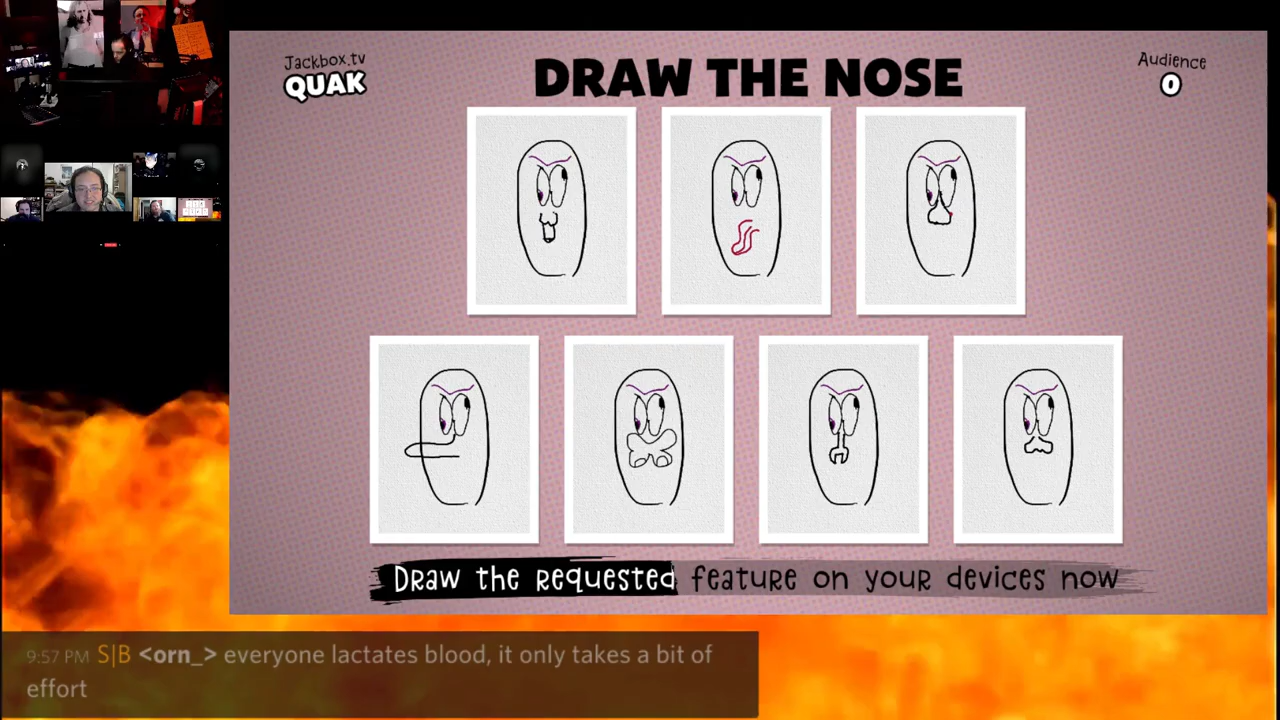 Jackbox.tv
QUAK
DRAW THE NOSE
Audience
0
Draw the requested feature on your devices now
9:57 PM S|B <orn_> everyone lactates blood, it only takes a bit of
effort